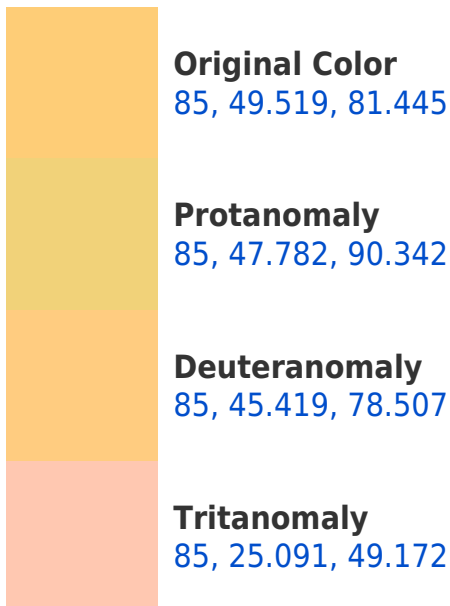 Original Color
85, 49.519, 81.445
Protanomaly
85, 47.782, 90.342
Deuteranomaly
85, 45.419, 78.507
Tritanomaly
85, 25.091, 49.172